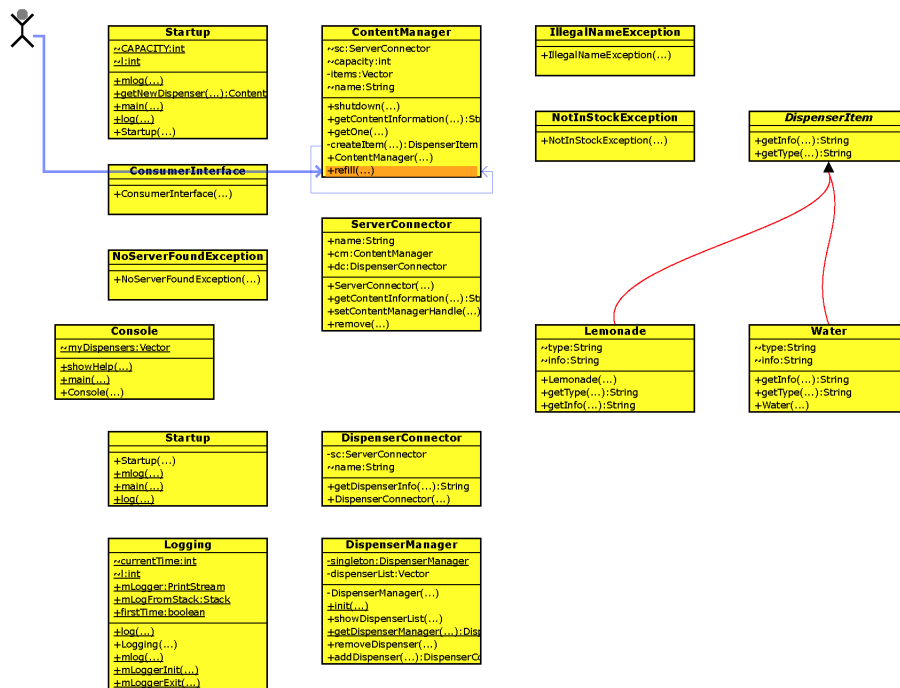 Startup
~CAPACITY:int
~l:int
+mlog(...)
+getNewDispenser(...):Content
+main(...)
+log(...)
+Startup(...)
ContentManager
~sc:ServerConnector
~capacity:int
-items:Vector
~name:String
+shutdown(...)
+getContentInformation(...):St
+getOne(...)
-createItem(...):DispenserItem
+ContentManager(...)
+refill(...)
IllegalNameException
+IllegalNameException(...)
NotInStockException
+NotInStockException(...)
DispenserItem
+getInfo(...):String
+getType(...):String
ConsumerInterface
+ConsumerInterface(...)
ServerConnector
+name:String
+cm:ContentManager
+dc:DispenserConnector
+ServerConnector(...)
+getContentInformation(...):St
+setContentManagerHandle(...)
+remove(...)
NoServerFoundException
+NoServerFoundException(...)
Console
~myDispensers:Vector
+showHelp(...)
+main(...)
+Console(...)
Lemonade
~type:String
~info:String
+Lemonade(...)
+getType(...):String
+getInfo(...):String
Water
~type:String
~info:String
+getInfo(...):String
+getType(...):String
+Water(...)
Startup
+Startup(...)
+mlog(...)
+main(...)
+log(...)
DispenserConnector
-sc:ServerConnector
~name:String
+getDispenserInfo(...):String
+DispenserConnector(...)
Logging
~currentTime:int
~l:int
+mLogger:PrintStream
+mLogFromStack:Stack
+firstTime:boolean
+log(...)
+Logging(...)
+mlog(...)
+mLoggerInit(...)
+mLoggerExit(...)
DispenserManager
-singleton:DispenserManager
-dispenserList:Vector
-DispenserManager(...)
+init(...)
+showDispenserList(...)
+getDispenserManager(...):Disp
+removeDispenser(...)
+addDispenser(...):DispenserCo